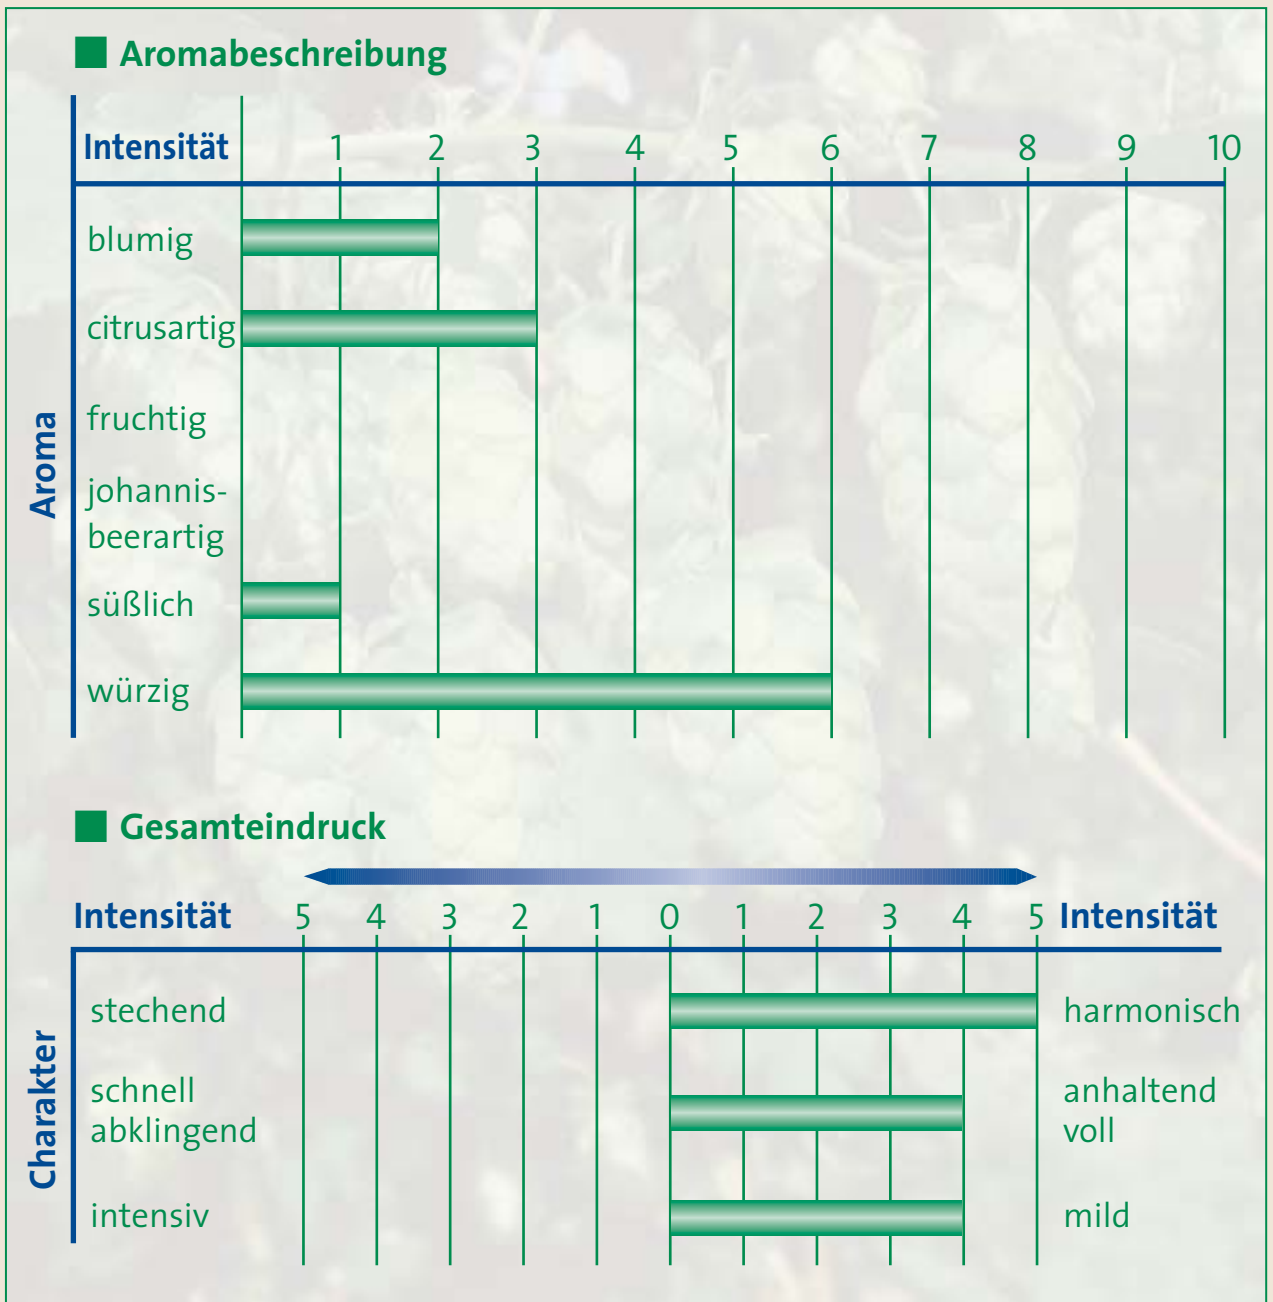 Aromabeschreibung
Intensität 1 2 3 4 5 6 7 8 9 10
Aroma
blumig
citrusartig
fruchtig
johannis-
beerartig
süßlich
würzig
Gesamteindruck
Intensität 5 4 3 2 1 0 1 2 3 4 5 Intensität
Charakter
stechend harmonisch
schnell anhaltend
abklingend voll
intensiv mild